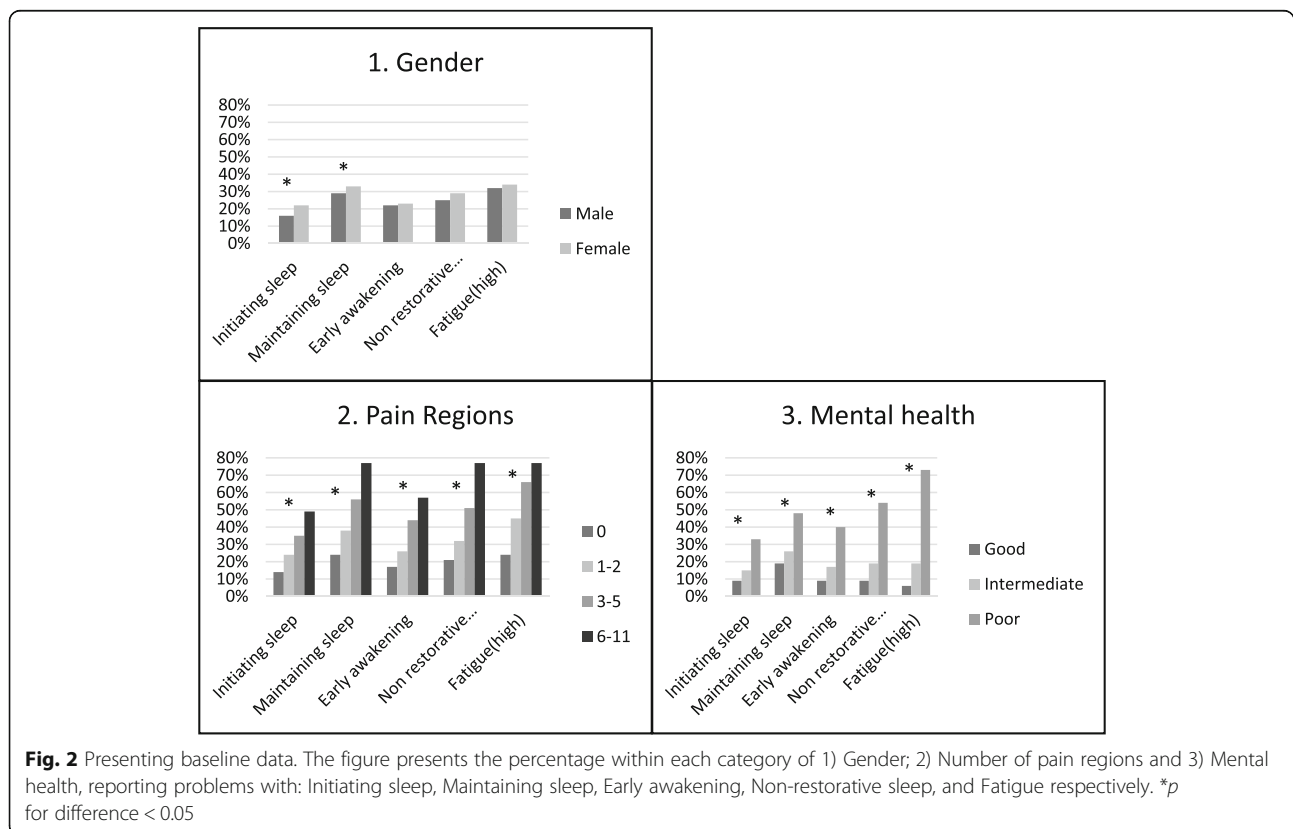 1. Gender
80%
70%
60%
50%
40%
30%
20%
10%
0%
* *
Male
Female
Initiating sleep
Maintaining sleep
Early awakening
Non restorative...
Fatigue(high)
2. Pain Regions
80%
70%
60%
50%
40%
30%
20%
10%
0%
* * * * *
0
1-2
3-5
6-11
Initiating sleep
Maintaining sleep
Early awakening
Non restorative...
Fatigue(high)
3. Mental health
80%
70%
60%
50%
40%
30%
20%
10%
0%
* * * * *
Good
Intermediate
Poor
Initiating sleep
Maintaining sleep
Early awakening
Non restorative...
Fatigue(high)
Fig. 2 Presenting baseline data. The figure presents the percentage within each category of 1) Gender; 2) Number of pain regions and 3) Mental
health, reporting problems with: Initiating sleep, Maintaining sleep, Early awakening, Non-restorative sleep, and Fatigue respectively. *p
for difference < 0.05